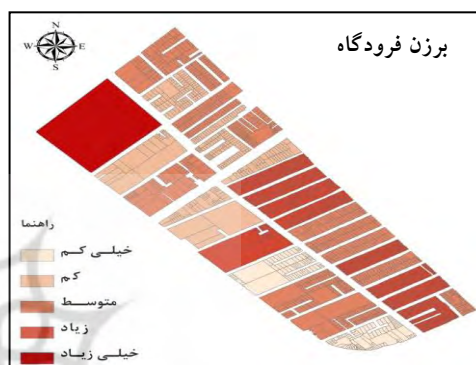 برزن فرودگاه
N
W E
S
راهنما
خیلی کم
کم
متوسط
زیاد
خیلی زیاد